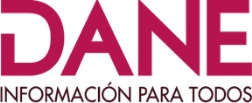 DANE
INFORMACIÓN PARA TODOS